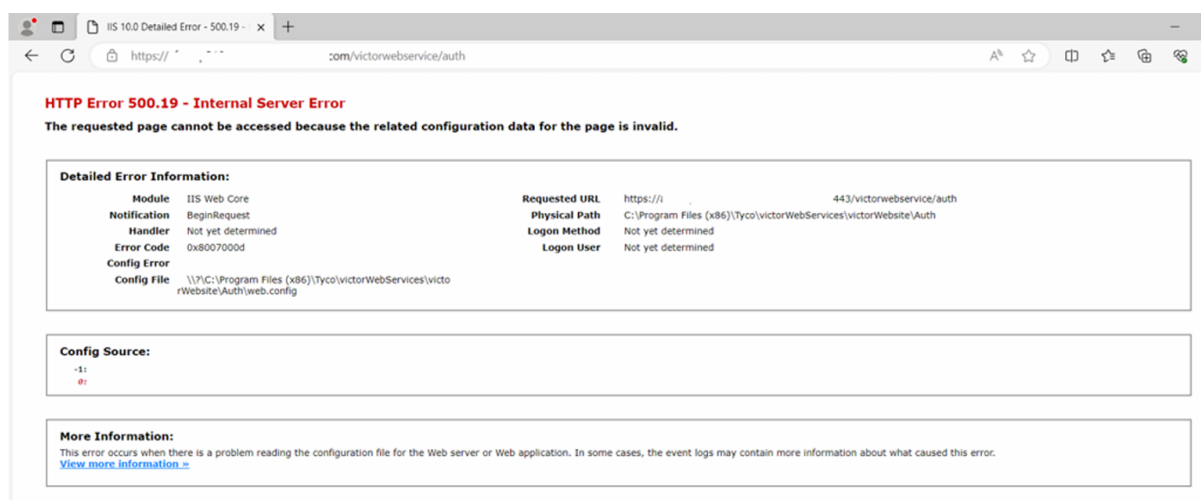 IIS 10.0 Detailed Error - 500.19 -
https://
.com/victorwebservice/auth
HTTP Error 500.19 - Internal Server Error
The requested page cannot be accessed because the related configuration data for the page is invalid.
Detailed Error Information:
Module IIS Web Core
Notification BeginRequest
Handler Not yet determined
Error Code 0x8007000d
Config Error
Config File \\?\C:\Program Files (x86)\Tyco\victorWebServices\victo
rWebsite\Auth\web.config
Requested URL https:// 443/victorwebservice/auth
Physical Path C:\Program Files (x86)\Tyco\victorWebServices\victorWebsite\Auth
Logon Method Not yet determined
Logon User Not yet determined
Config Source:
-1:
0:
More Information:
This error occurs when there is a problem reading the configuration file for the Web server or Web application. In some cases, the event logs may contain more information about what caused this error.
View more information »